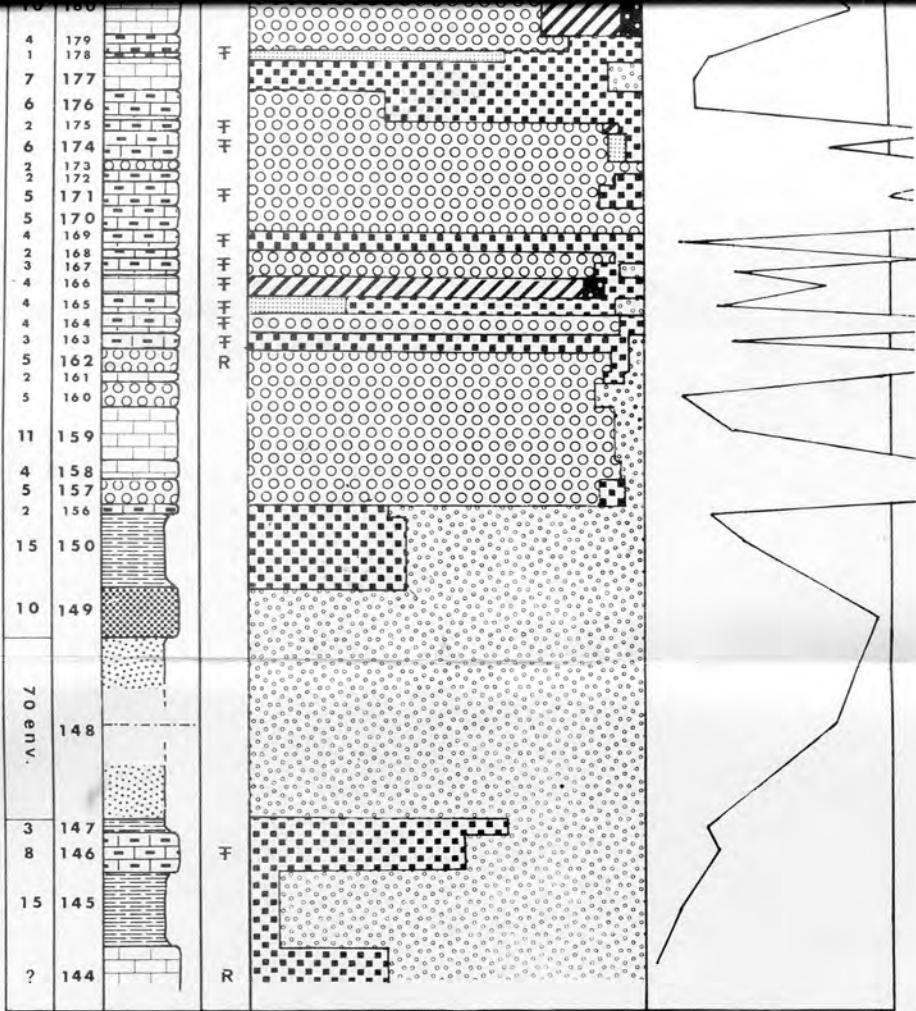 10 180
4 179
1 178 Ŧ
7 177
6 176
2 175 Ŧ
6 174 Ŧ
2 173
2 172
5 171 Ŧ
5 170
4 169 Ŧ
2 168
3 167 Ŧ
4 166 Ŧ
4 165 Ŧ
4 164 Ŧ
3 163 Ŧ
5 162 R
2 161
5 160
11 159
4 158
5 157
2 156
15 150
10 149
70 env. 148
3 147
8 146 Ŧ
15 145
? 144 R